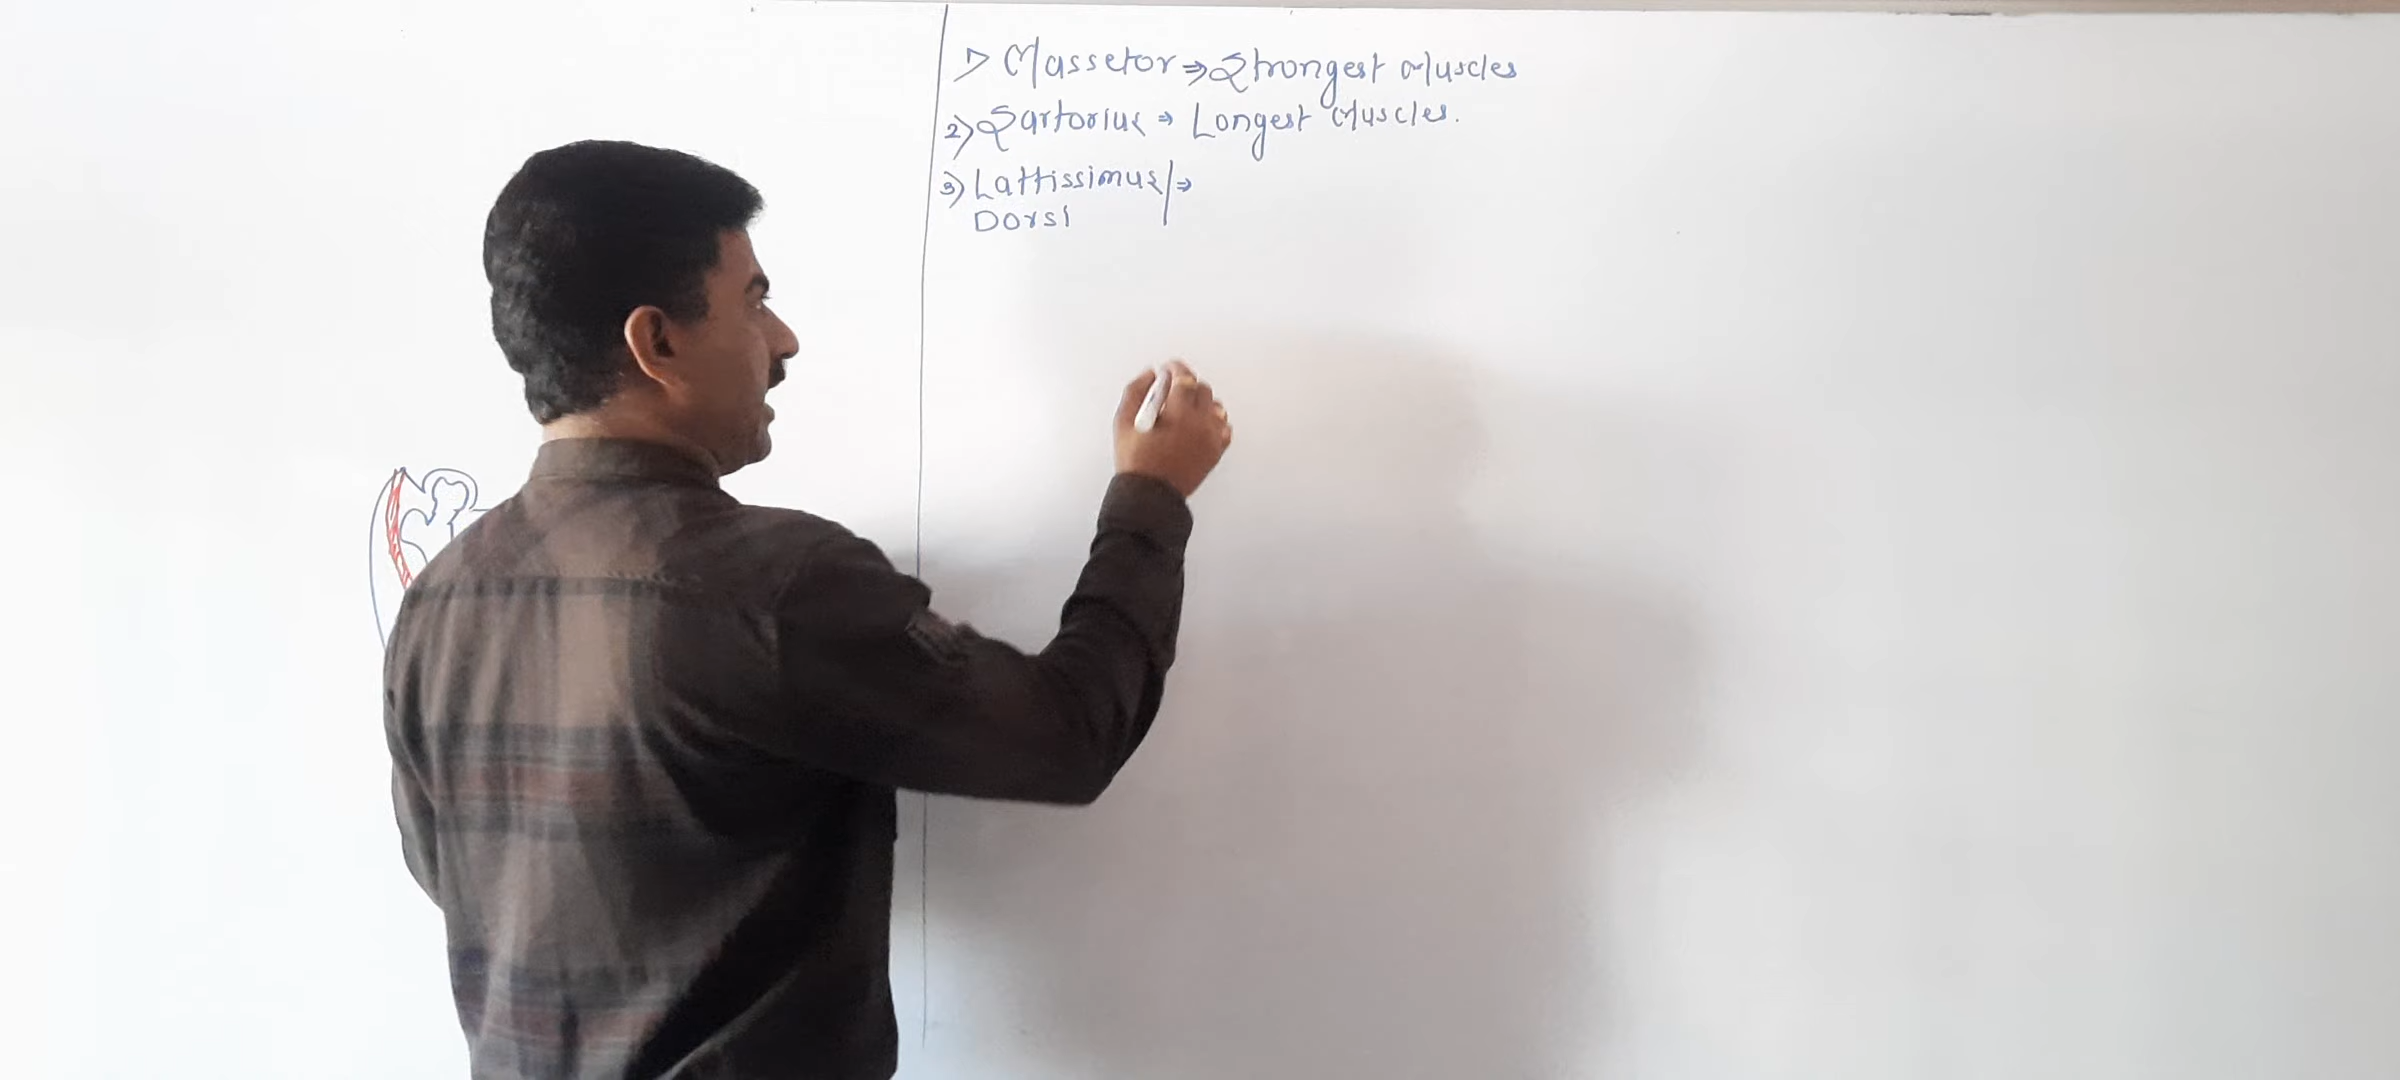 1) Massetor ⇒ Strongest Muscles
2) Sartorius ⇒ Longest Muscles.
3) Lattissimus/ ⇒
Dorsi